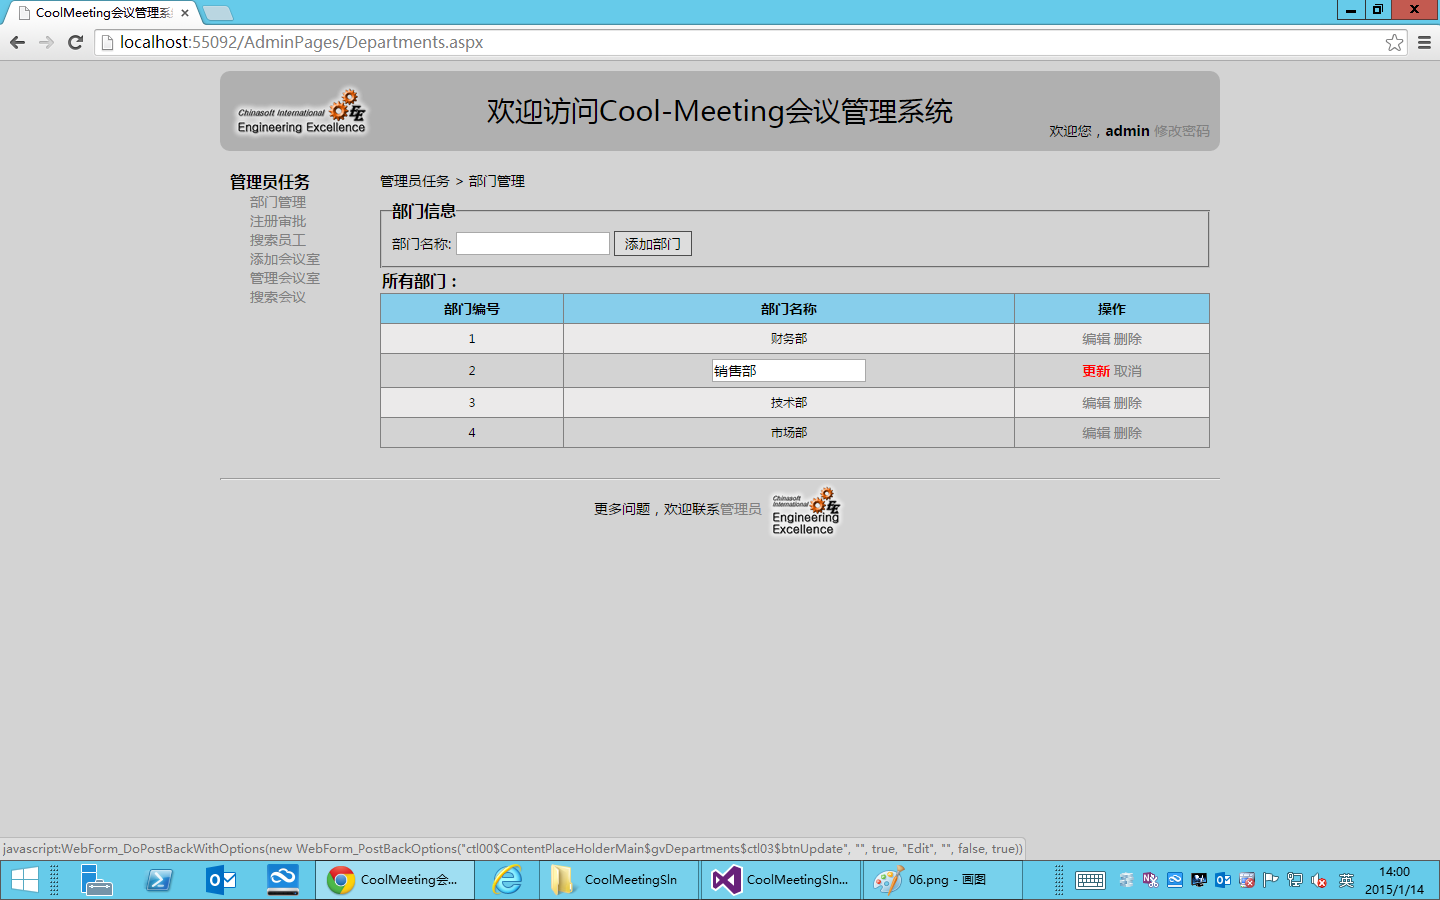 CoolMeeting会议管理系
localhost:55092/AdminPages/Departments.aspx
Chinasoft International
Engineering Excellence
欢迎访问Cool-Meeting会议管理系统
欢迎您，admin 修改密码
管理员任务
部门管理
注册审批
搜索员工
添加会议室
管理会议室
搜索会议
管理员任务 > 部门管理
部门信息
部门名称: 添加部门
所有部门：
部门编号 部门名称 操作
1 财务部 编辑 删除
2 销售部 更新 取消
3 技术部 编辑 删除
4 市场部 编辑 删除
更多问题，欢迎联系管理员
Chinasoft
International
Engineering
Excellence
javascript:WebForm_DoPostBackWithOptions(new WebForm_PostBackOptions("ctl00$ContentPlaceHolderMain$gvDepartments$ctl03$btnUpdate", "", true, "Edit", "", false, true))
CoolMeeting会...
CoolMeetingSln
CoolMeetingSln...
06.png - 画图
英
14:00
2015/1/14